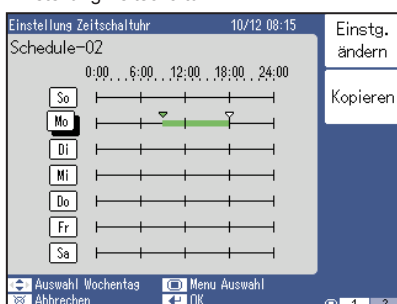 Einstellung Zeitschaltuhr 10/12 08:15
Schedule-02
0:00. . .6:00. . .12:00. . .18:00. . .24:00
So
Mo
Di
Mi
Do
Fr
Sa
Einstg.
ändern
Kopieren
Auswahl Wochentag Menu Auswahl
Abbrechen OK
1 2